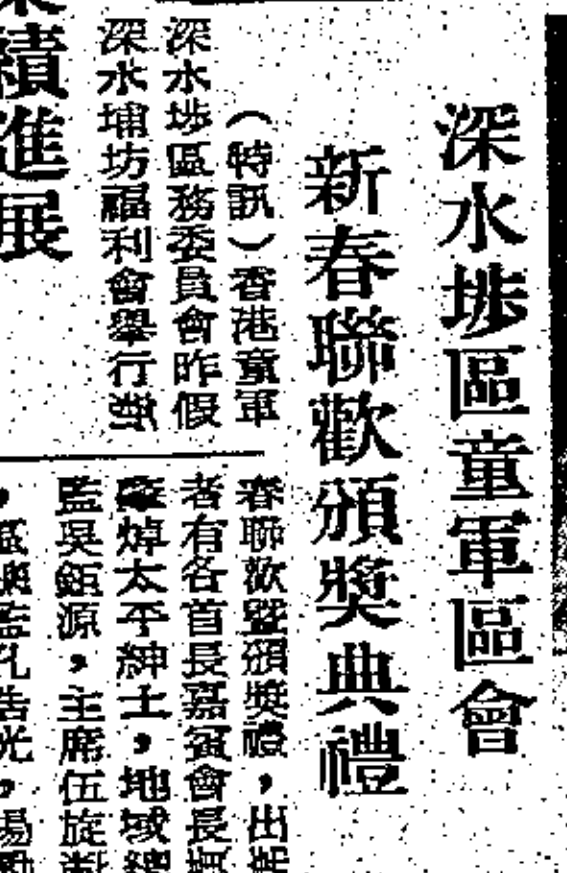 深水埗區童軍區會
新春聯歡頒獎典禮
（特訊）香港童軍
深水埗區務委員會昨假
深水埔坊福利會舉行
春聯歡暨頒獎禮，出席
者有各首長嘉賓會長
焯太平紳士，地域總
監吳鉅源，主席伍旋
孔浩光，楊
續進展